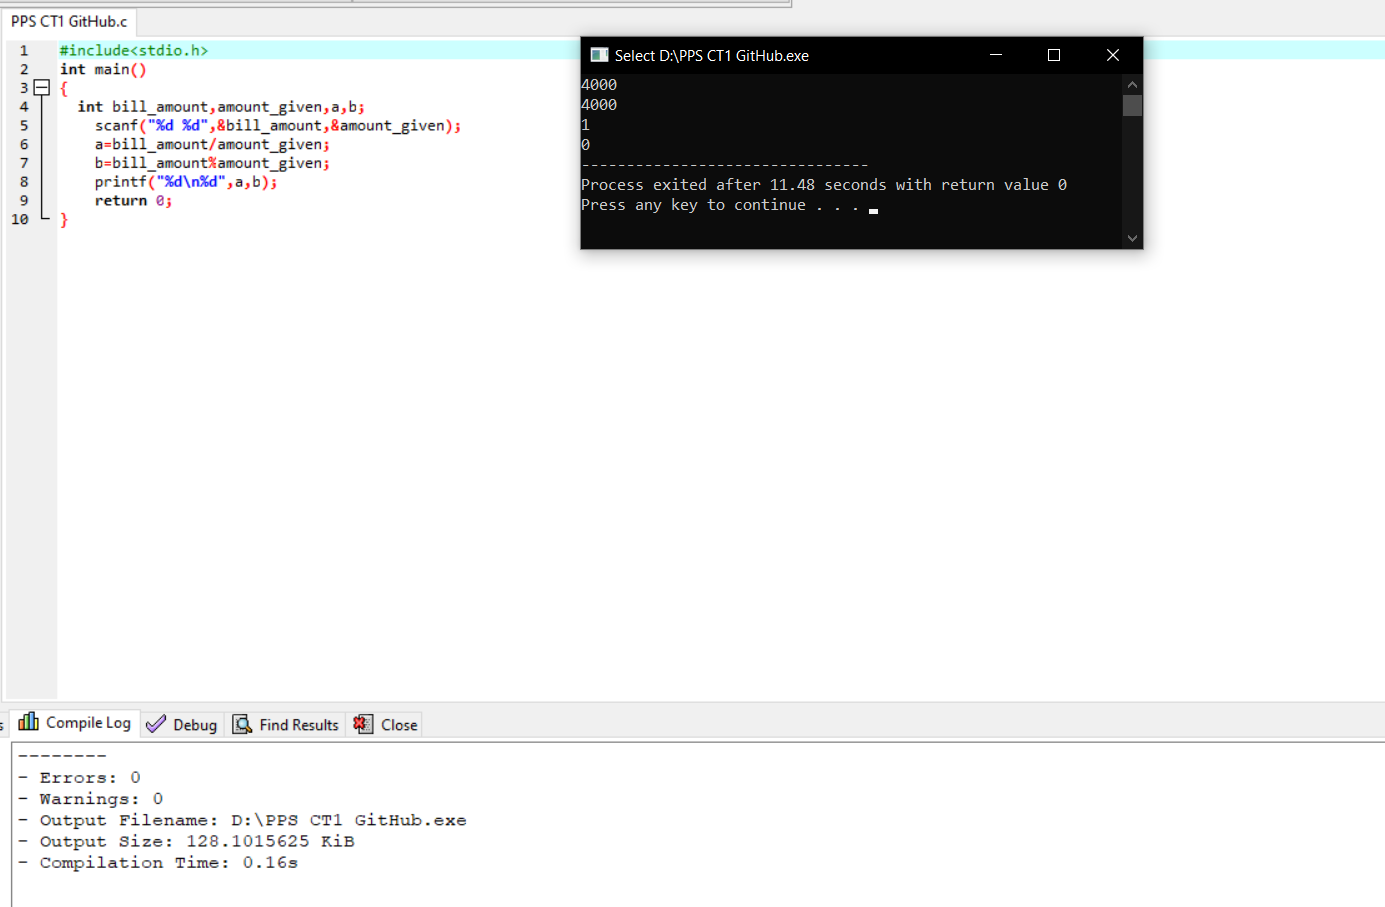 PPS CT1 GitHub.c
1 #include<stdio.h>
2 int main()
3 {
4 int bill_amount,amount_given,a,b;
5 scanf("%d %d",&bill_amount,&amount_given);
6 a=bill_amount/amount_given;
7 b=bill_amount%amount_given;
8 printf("%d\n%d",a,b);
9 return 0;
10 }
Select D:\PPS CT1 GitHub.exe
4000
4000
1
0
--------------------------------
Process exited after 11.48 seconds with return value 0
Press any key to continue . . .
s Compile Log Debug Find Results Close
--------
- Errors: 0
- Warnings: 0
- Output Filename: D:\PPS CT1 GitHub.exe
- Output Size: 128.1015625 KiB
- Compilation Time: 0.16s